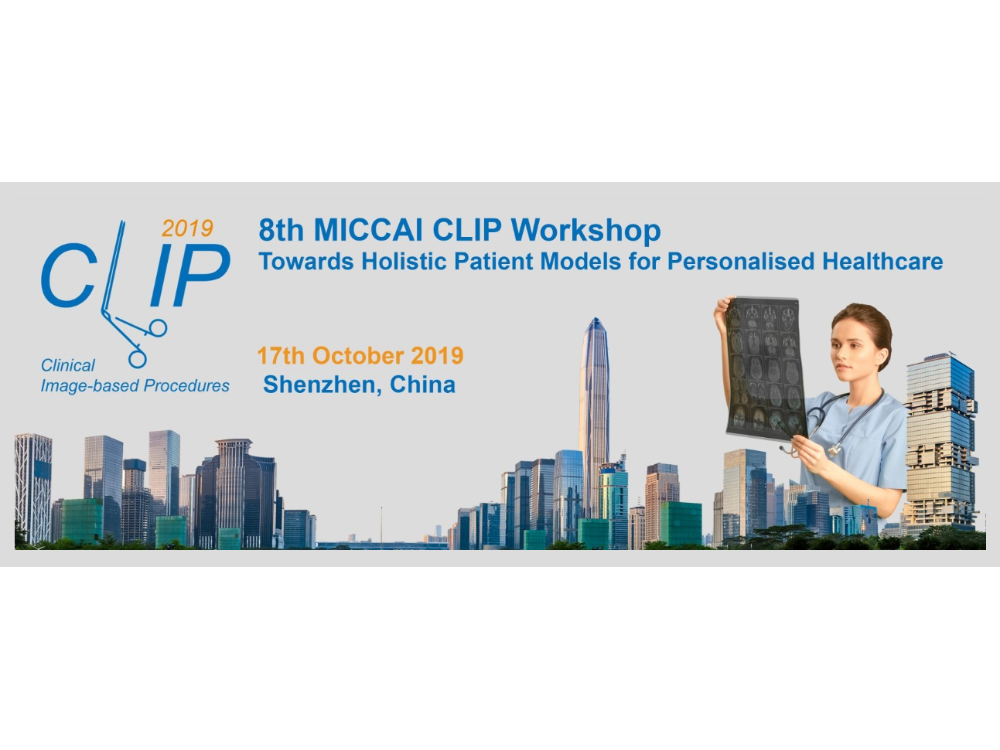 2019
CLIP
Clinical
Image-based Procedures
8th MICCAI CLIP Workshop
Towards Holistic Patient Models for Personalised Healthcare
17th October 2019
Shenzhen, China